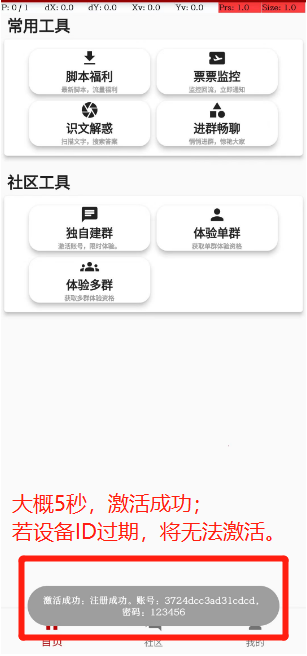 P: 0 / 1 dX: 0.0 dY: 0.0 Xv: 0.0 Yv: 0.0 Prs: 1.0 Size: 1.0
常用工具
脚本福利 票票监控
最新脚本，流量福利 监控回流，立即通知
识文解惑 进群畅聊
扫描文字，搜索答案 悄悄进群，惊艳大家
社区工具
独自建群 体验单群
激活账号，限时体验。 获取单群体验资格
体验多群
获取多群体验资格
大概5秒，激活成功；
若设备ID过期，将无法激活。
激活成功：注册成功。账号：3724dcc3ad31cdcd，
密码：123456
首页 社区 我的